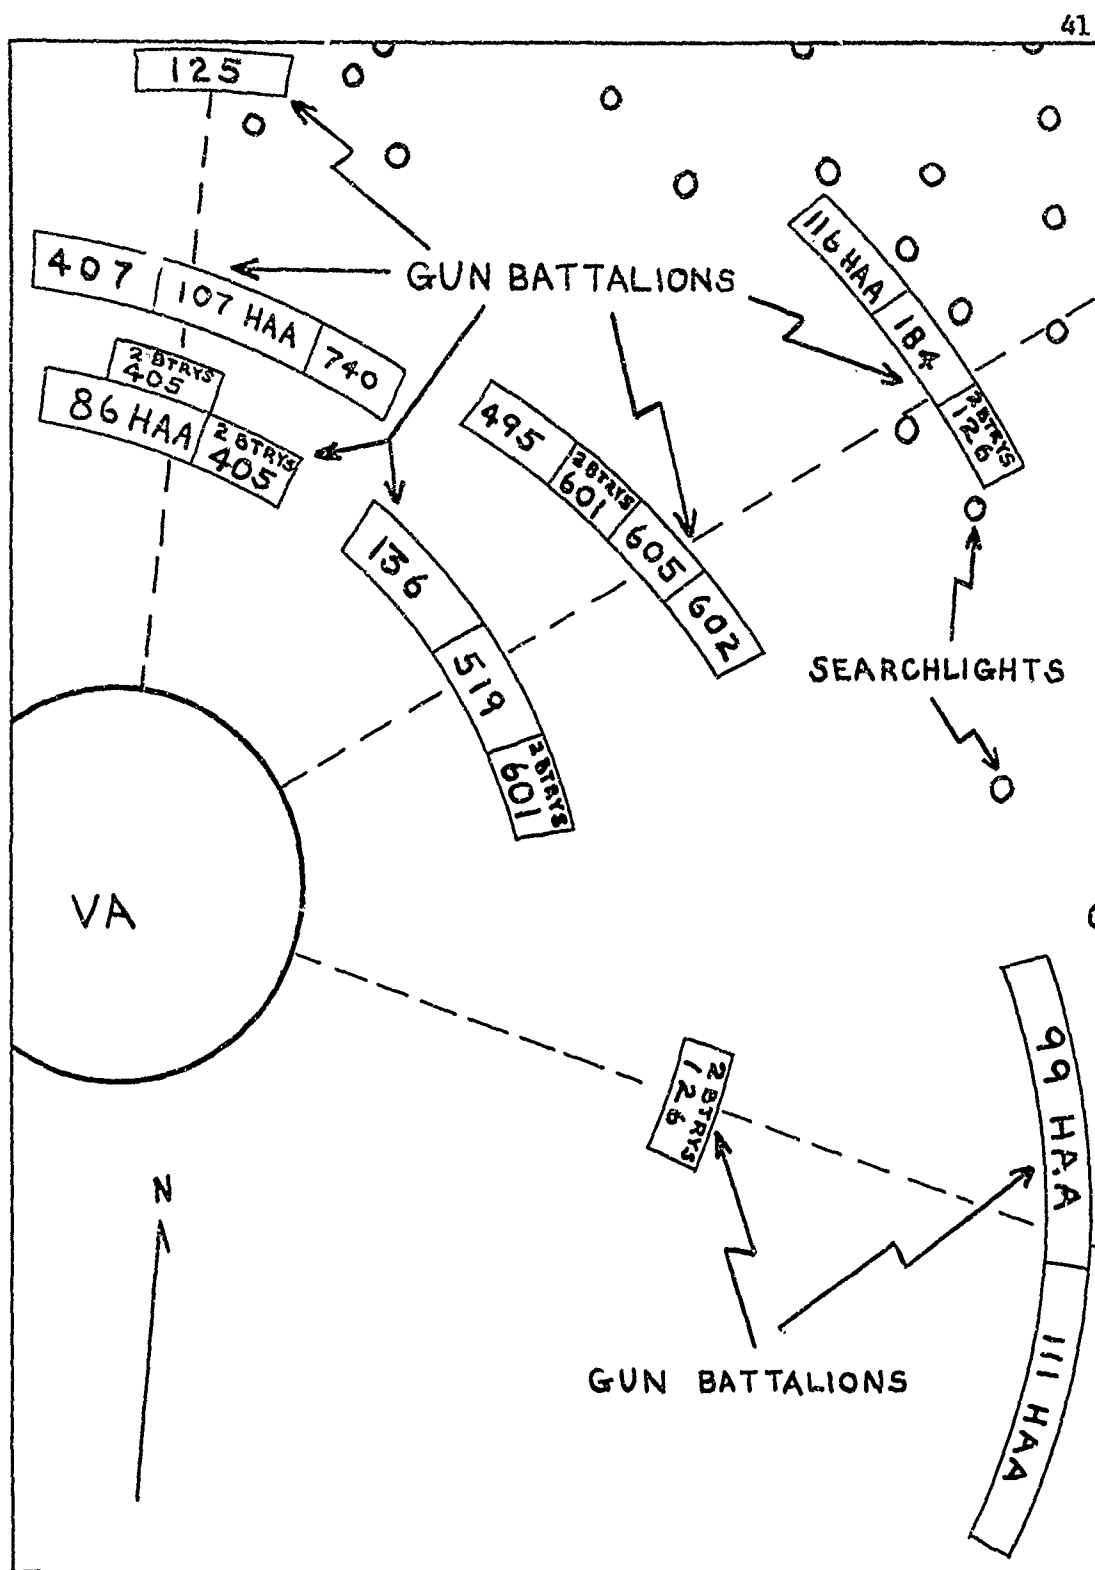 41
125
GUN BATTALIONS
407
107 HAA
740
2 BTRYS
405
86 HAA
2 BTRYS
405
116 HAA
184
2 BTRYS
126
495
2 BTRYS
601
605
602
136
519
2 BTRYS
601
SEARCHLIGHTS
VA
2 BTRYS
126
99 HAA
111 HAA
N
GUN BATTALIONS